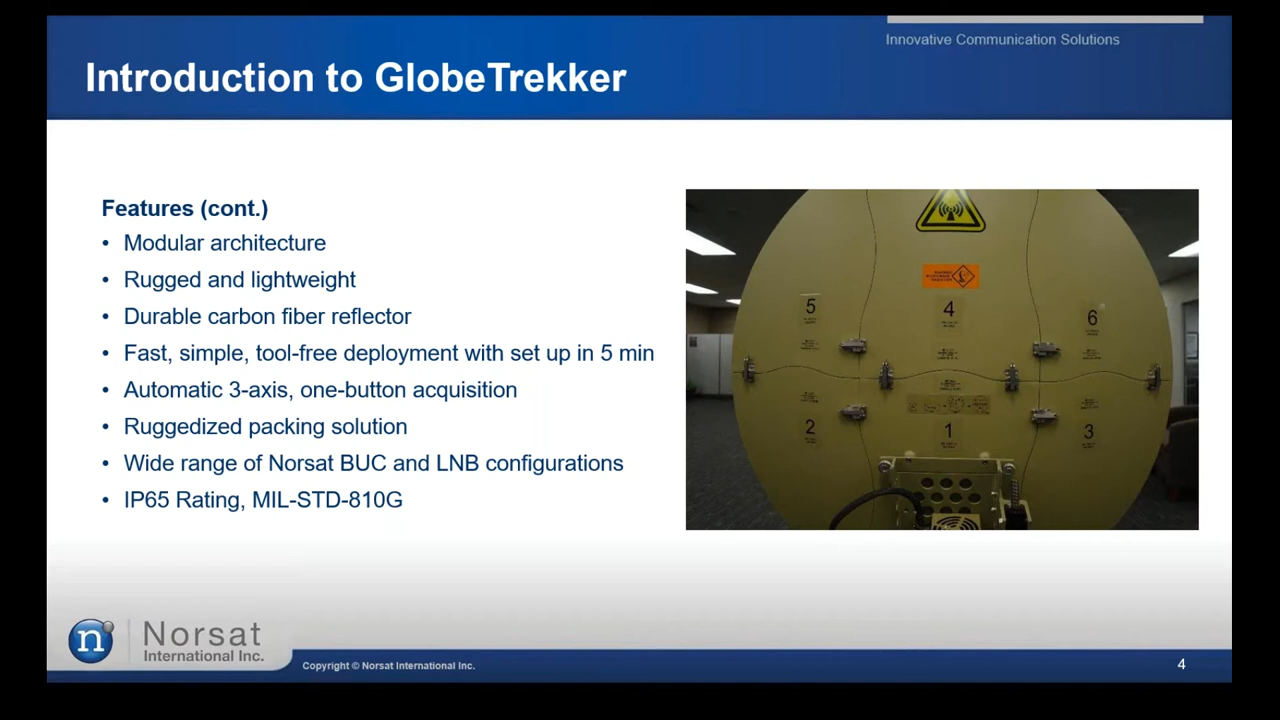 Innovative Communication Solutions
Introduction to GlobeTrekker
Features (cont.)
• Modular architecture
• Rugged and lightweight
• Durable carbon fiber reflector
• Fast, simple, tool-free deployment with set up in 5 min
• Automatic 3-axis, one-button acquisition
• Ruggedized packing solution
• Wide range of Norsat BUC and LNB configurations
• IP65 Rating, MIL-STD-810G
5
4
6
2
1
3
n
Norsat
International Inc.
Copyright © Norsat International Inc.
4